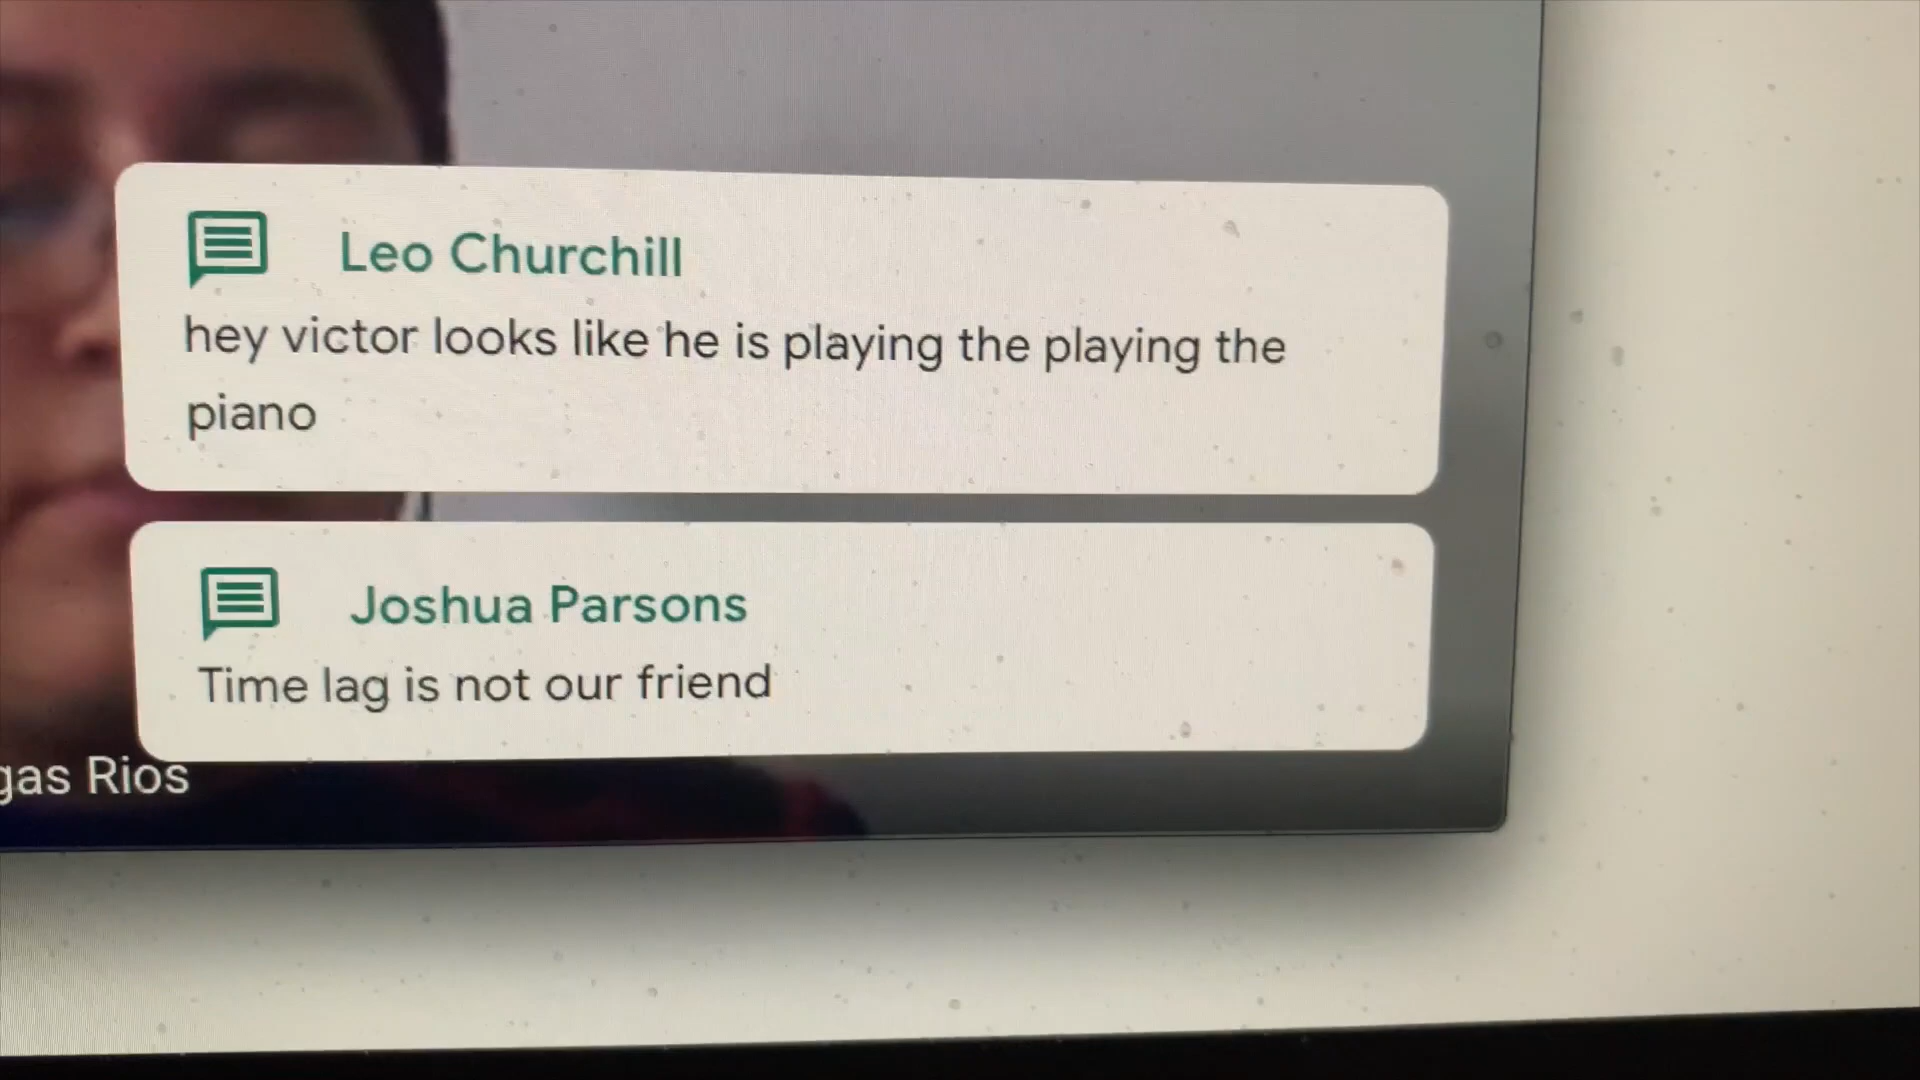 Leo Churchill
hey victor looks like he is playing the playing the
piano
Joshua Parsons
Time lag is not our friend
gas Rios